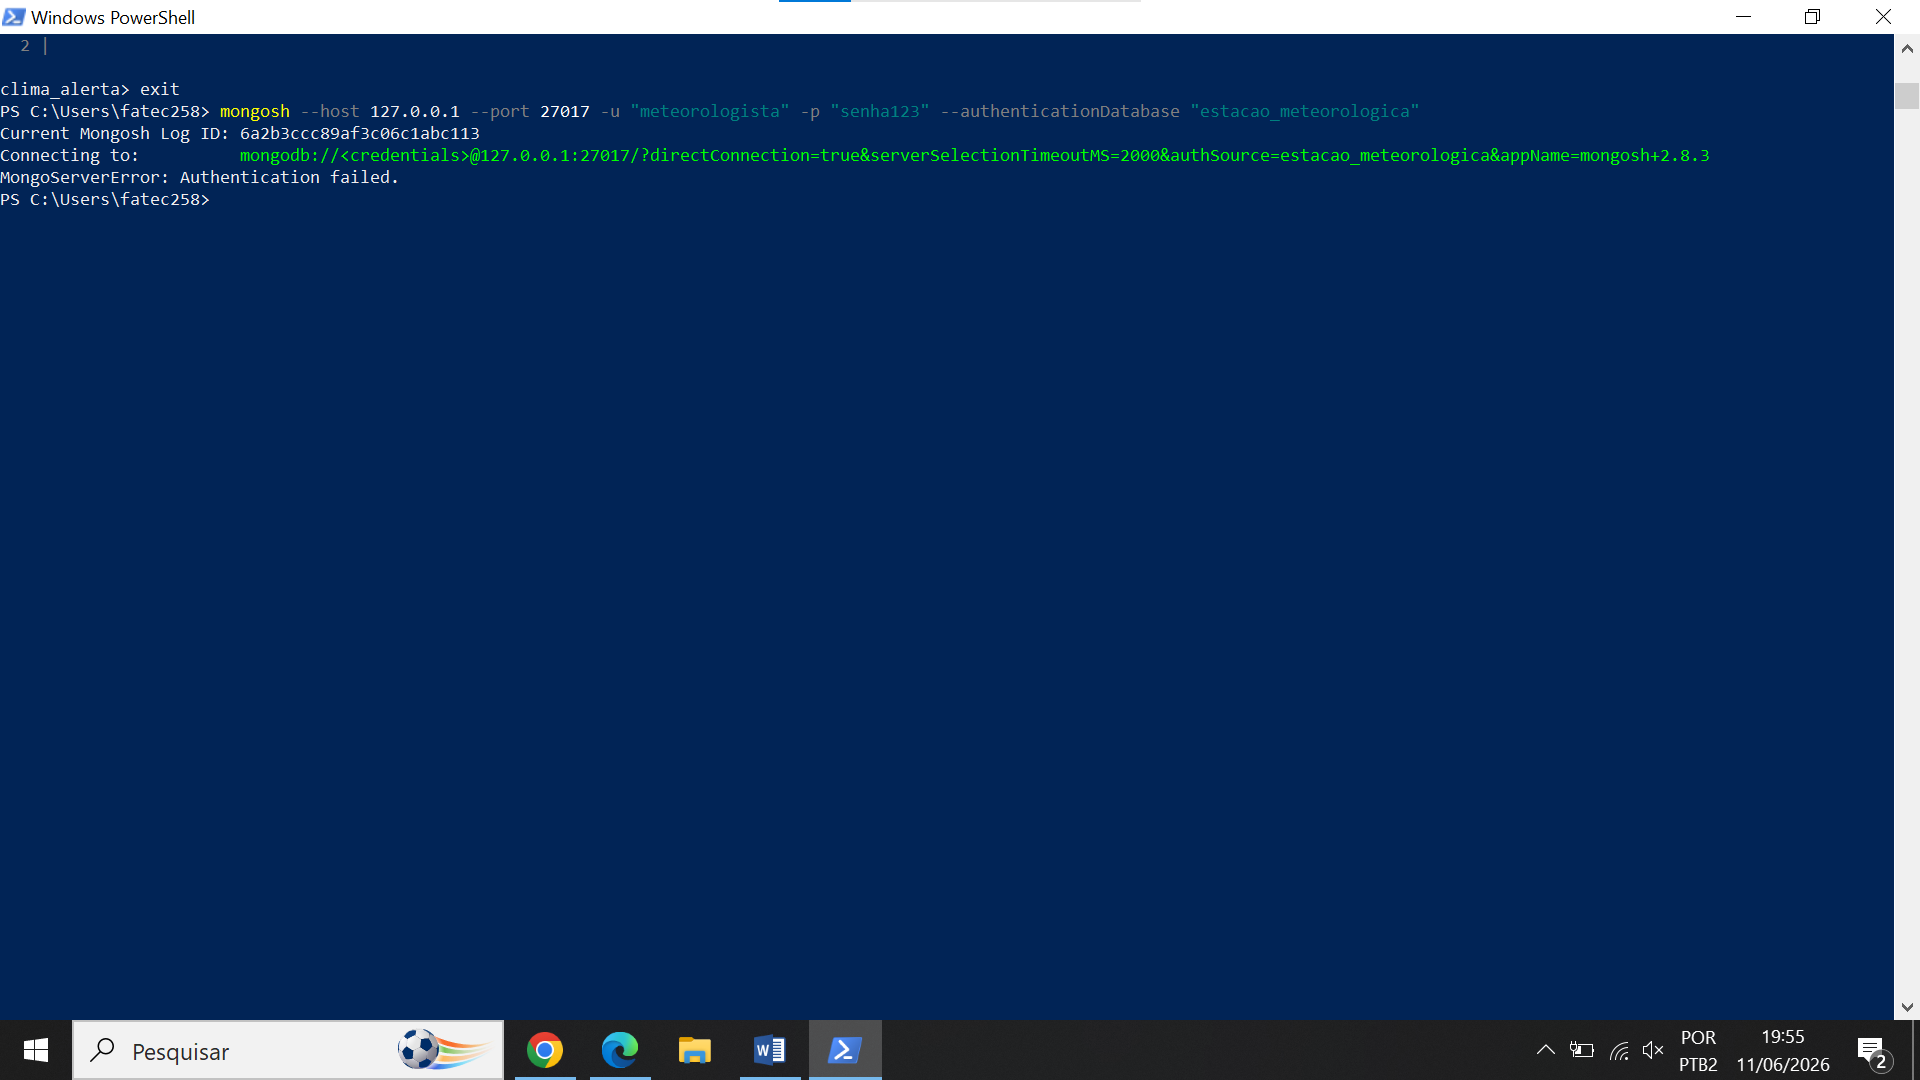 Windows PowerShell
2 |
clima_alerta> exit
PS C:\Users\fatec258> mongosh --host 127.0.0.1 --port 27017 -u "meteorologista" -p "senha123" --authenticationDatabase "estacao_meteorologica"
Current Mongosh Log ID: 6a2b3ccc89af3c06c1abc113
Connecting to:          mongodb://<credentials>@127.0.0.1:27017/?directConnection=true&serverSelectionTimeoutMS=2000&authSource=estacao_meteorologica&appName=mongosh+2.8.3
MongoServerError: Authentication failed.
PS C:\Users\fatec258>
Pesquisar
POR
PTB2
19:55
11/06/2026
2